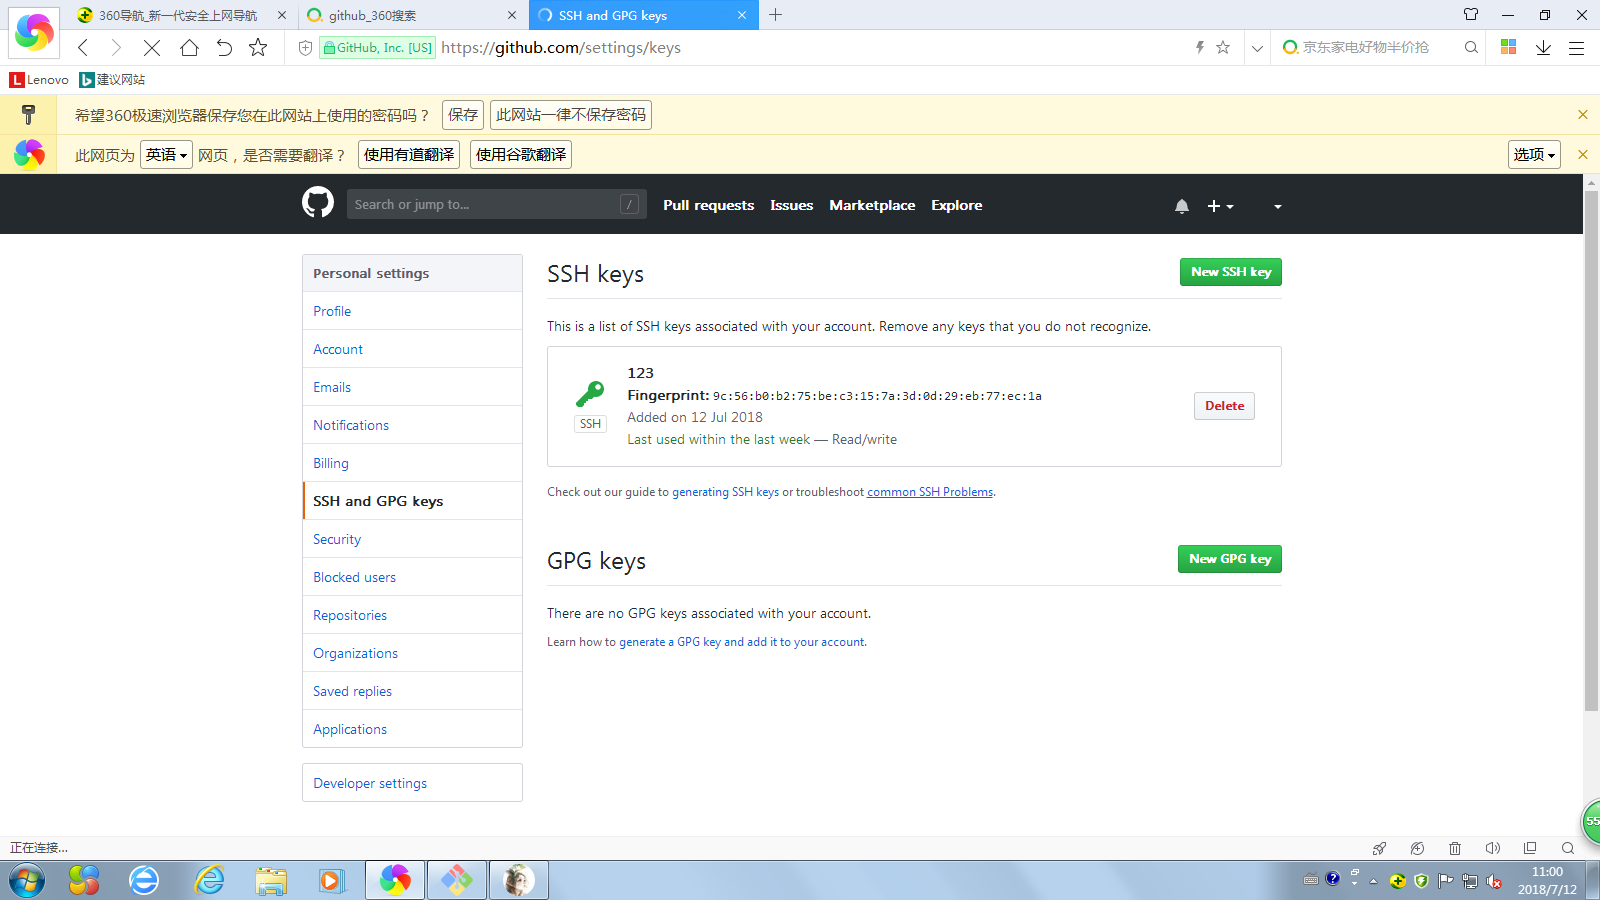 360导航_新一代安全上网导航
github_360搜索
SSH and GPG keys
GitHub, Inc. [US]
https://github.com/settings/keys
京东家电好物半价抢
Lenovo
建议网站
希望360极速浏览器保存您在此网站上使用的密码吗？
保存
此网站一律不保存密码
此网页为
英语
网页，是否需要翻译？
使用有道翻译
使用谷歌翻译
选项
Search or jump to...
/
Pull requests
Issues
Marketplace
Explore
Personal settings
Profile
Account
Emails
Notifications
Billing
SSH and GPG keys
Security
Blocked users
Repositories
Organizations
Saved replies
Applications
Developer settings
SSH keys
New SSH key
This is a list of SSH keys associated with your account. Remove any keys that you do not recognize.
123
Fingerprint: 9c:56:b0:b2:75:be:c3:15:7a:3d:0d:29:eb:77:ec:1a
Added on 12 Jul 2018
Last used within the last week — Read/write
SSH
Delete
Check out our guide to generating SSH keys or troubleshoot common SSH Problems.
GPG keys
New GPG key
There are no GPG keys associated with your account.
Learn how to generate a GPG key and add it to your account.
55
正在连接...
11:00
2018/7/12